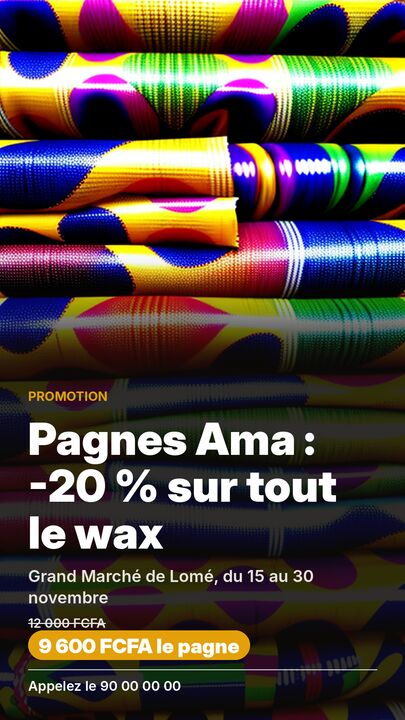 PROMOTION
Pagnes Ama :
-20 % sur tout
le wax
Grand Marché de Lomé, du 15 au 30
novembre
12 000 FCFA
9 600 FCFA le pagne
Appelez le 90 00 00 00